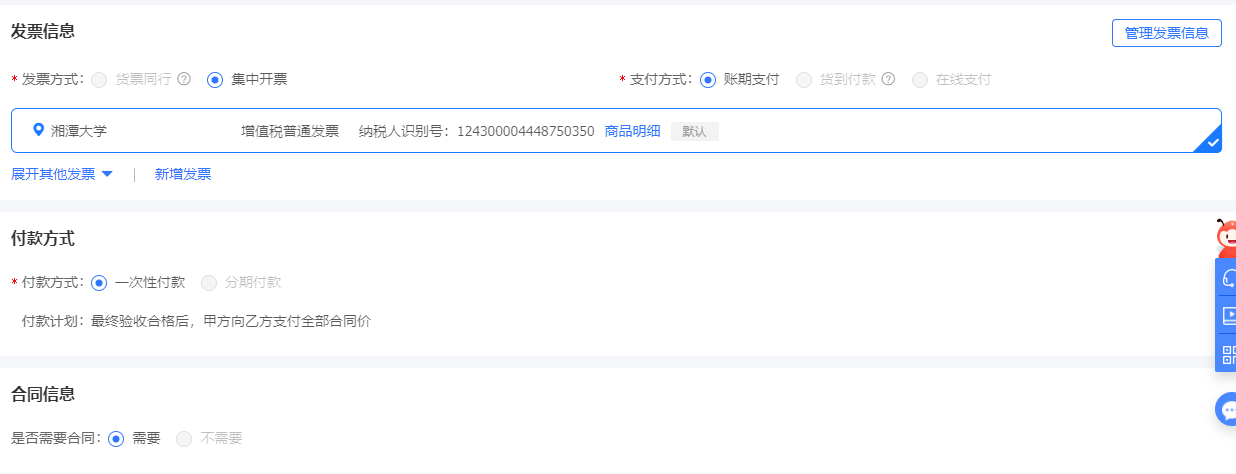 发票信息
管理发票信息
* 发票方式： 货票同行 ? 集中开票 * 支付方式： 账期支付 货到付款 ? 在线支付
湘潭大学 增值税普通发票 纳税人识别号：124300004448750350 商品明细 默认
展开其他发票 | 新增发票
付款方式
* 付款方式： 一次性付款 分期付款
付款计划：最终验收合格后，甲方向乙方支付全部合同价
合同信息
是否需要合同： 需要 不需要